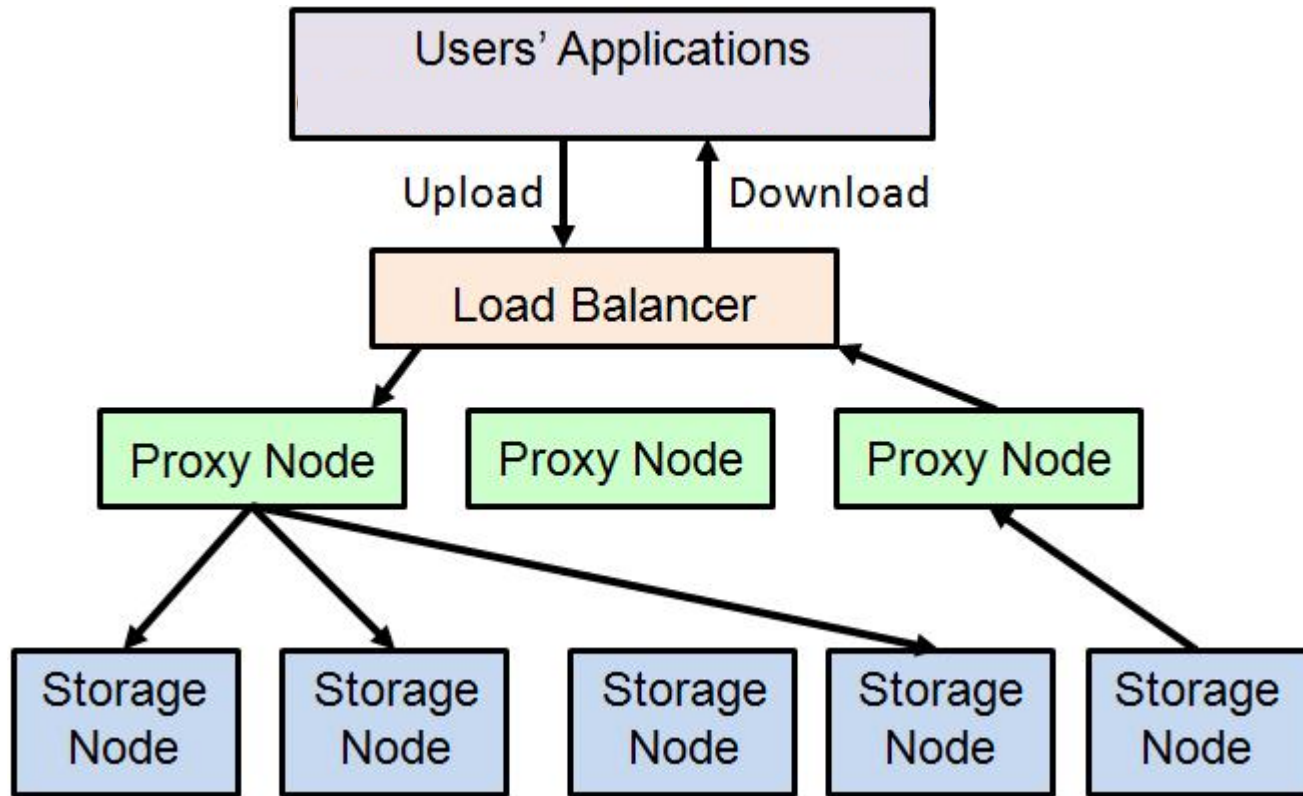 Users’ Applications
Upload
Download
Load Balancer
Proxy Node
Proxy Node
Proxy Node
Storage
Node
Storage
Node
Storage
Node
Storage
Node
Storage
Node